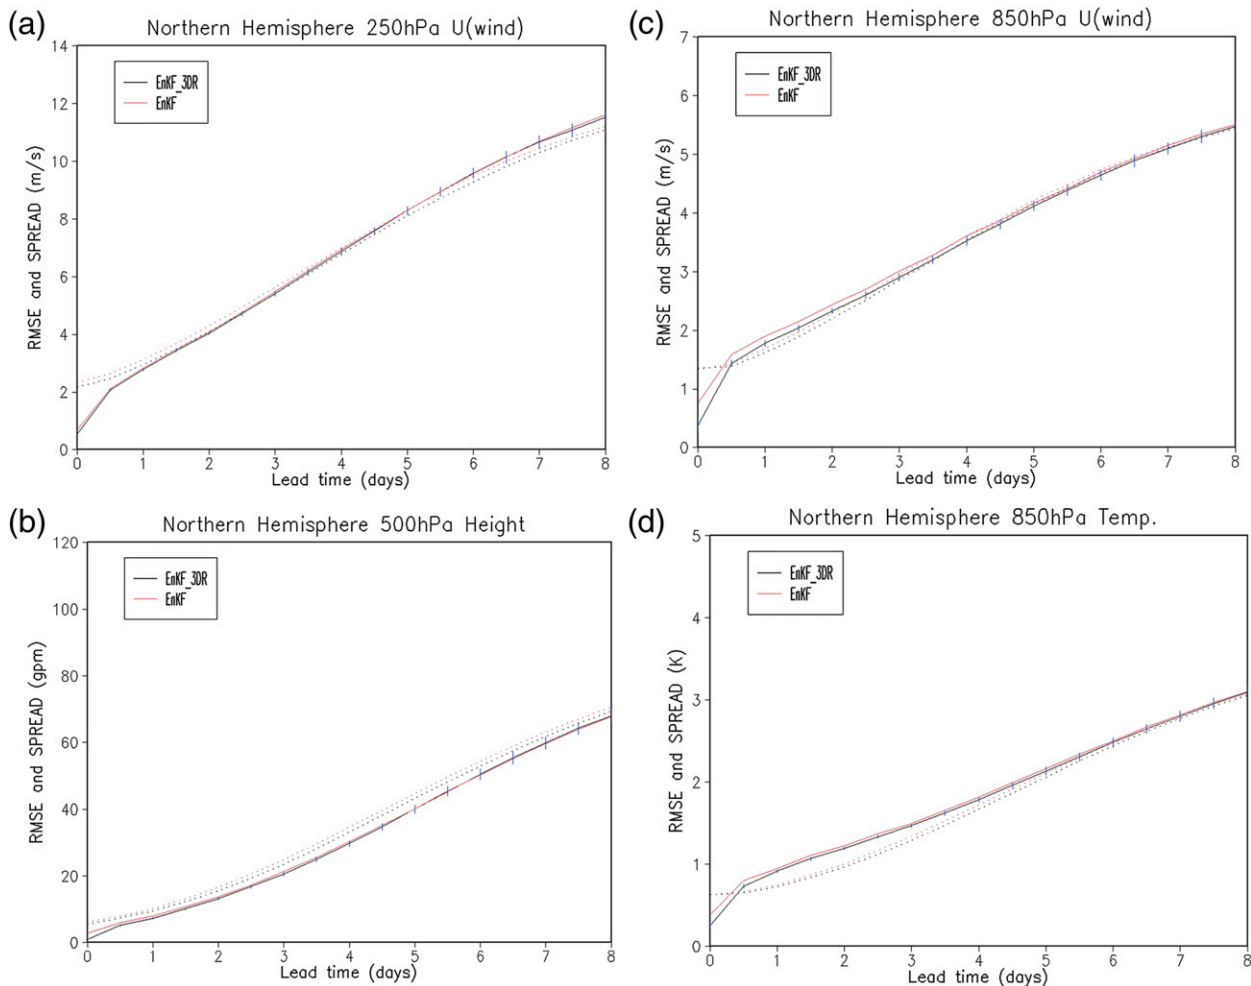 (a)
Northern Hemisphere 250hPa U(wind)
RMSE and SPREAD (m/s)
14
12
10
8
6
4
2
0
EnKF_3DR
EnKF
0 1 2 3 4 5 6 7 8
Lead time (days)
(c)
Northern Hemisphere 850hPa U(wind)
RMSE and SPREAD (m/s)
7
6
5
4
3
2
1
0
EnKF_3DR
EnKF
0 1 2 3 4 5 6 7 8
Lead time (days)
(b)
Northern Hemisphere 500hPa Height
RMSE and SPREAD (gpm)
120
100
80
60
40
20
0
EnKF_3DR
EnKF
0 1 2 3 4 5 6 7 8
Lead time (days)
(d)
Northern Hemisphere 850hPa Temp.
RMSE and SPREAD (K)
5
4
3
2
1
0
EnKF_3DR
EnKF
0 1 2 3 4 5 6 7 8
Lead time (days)